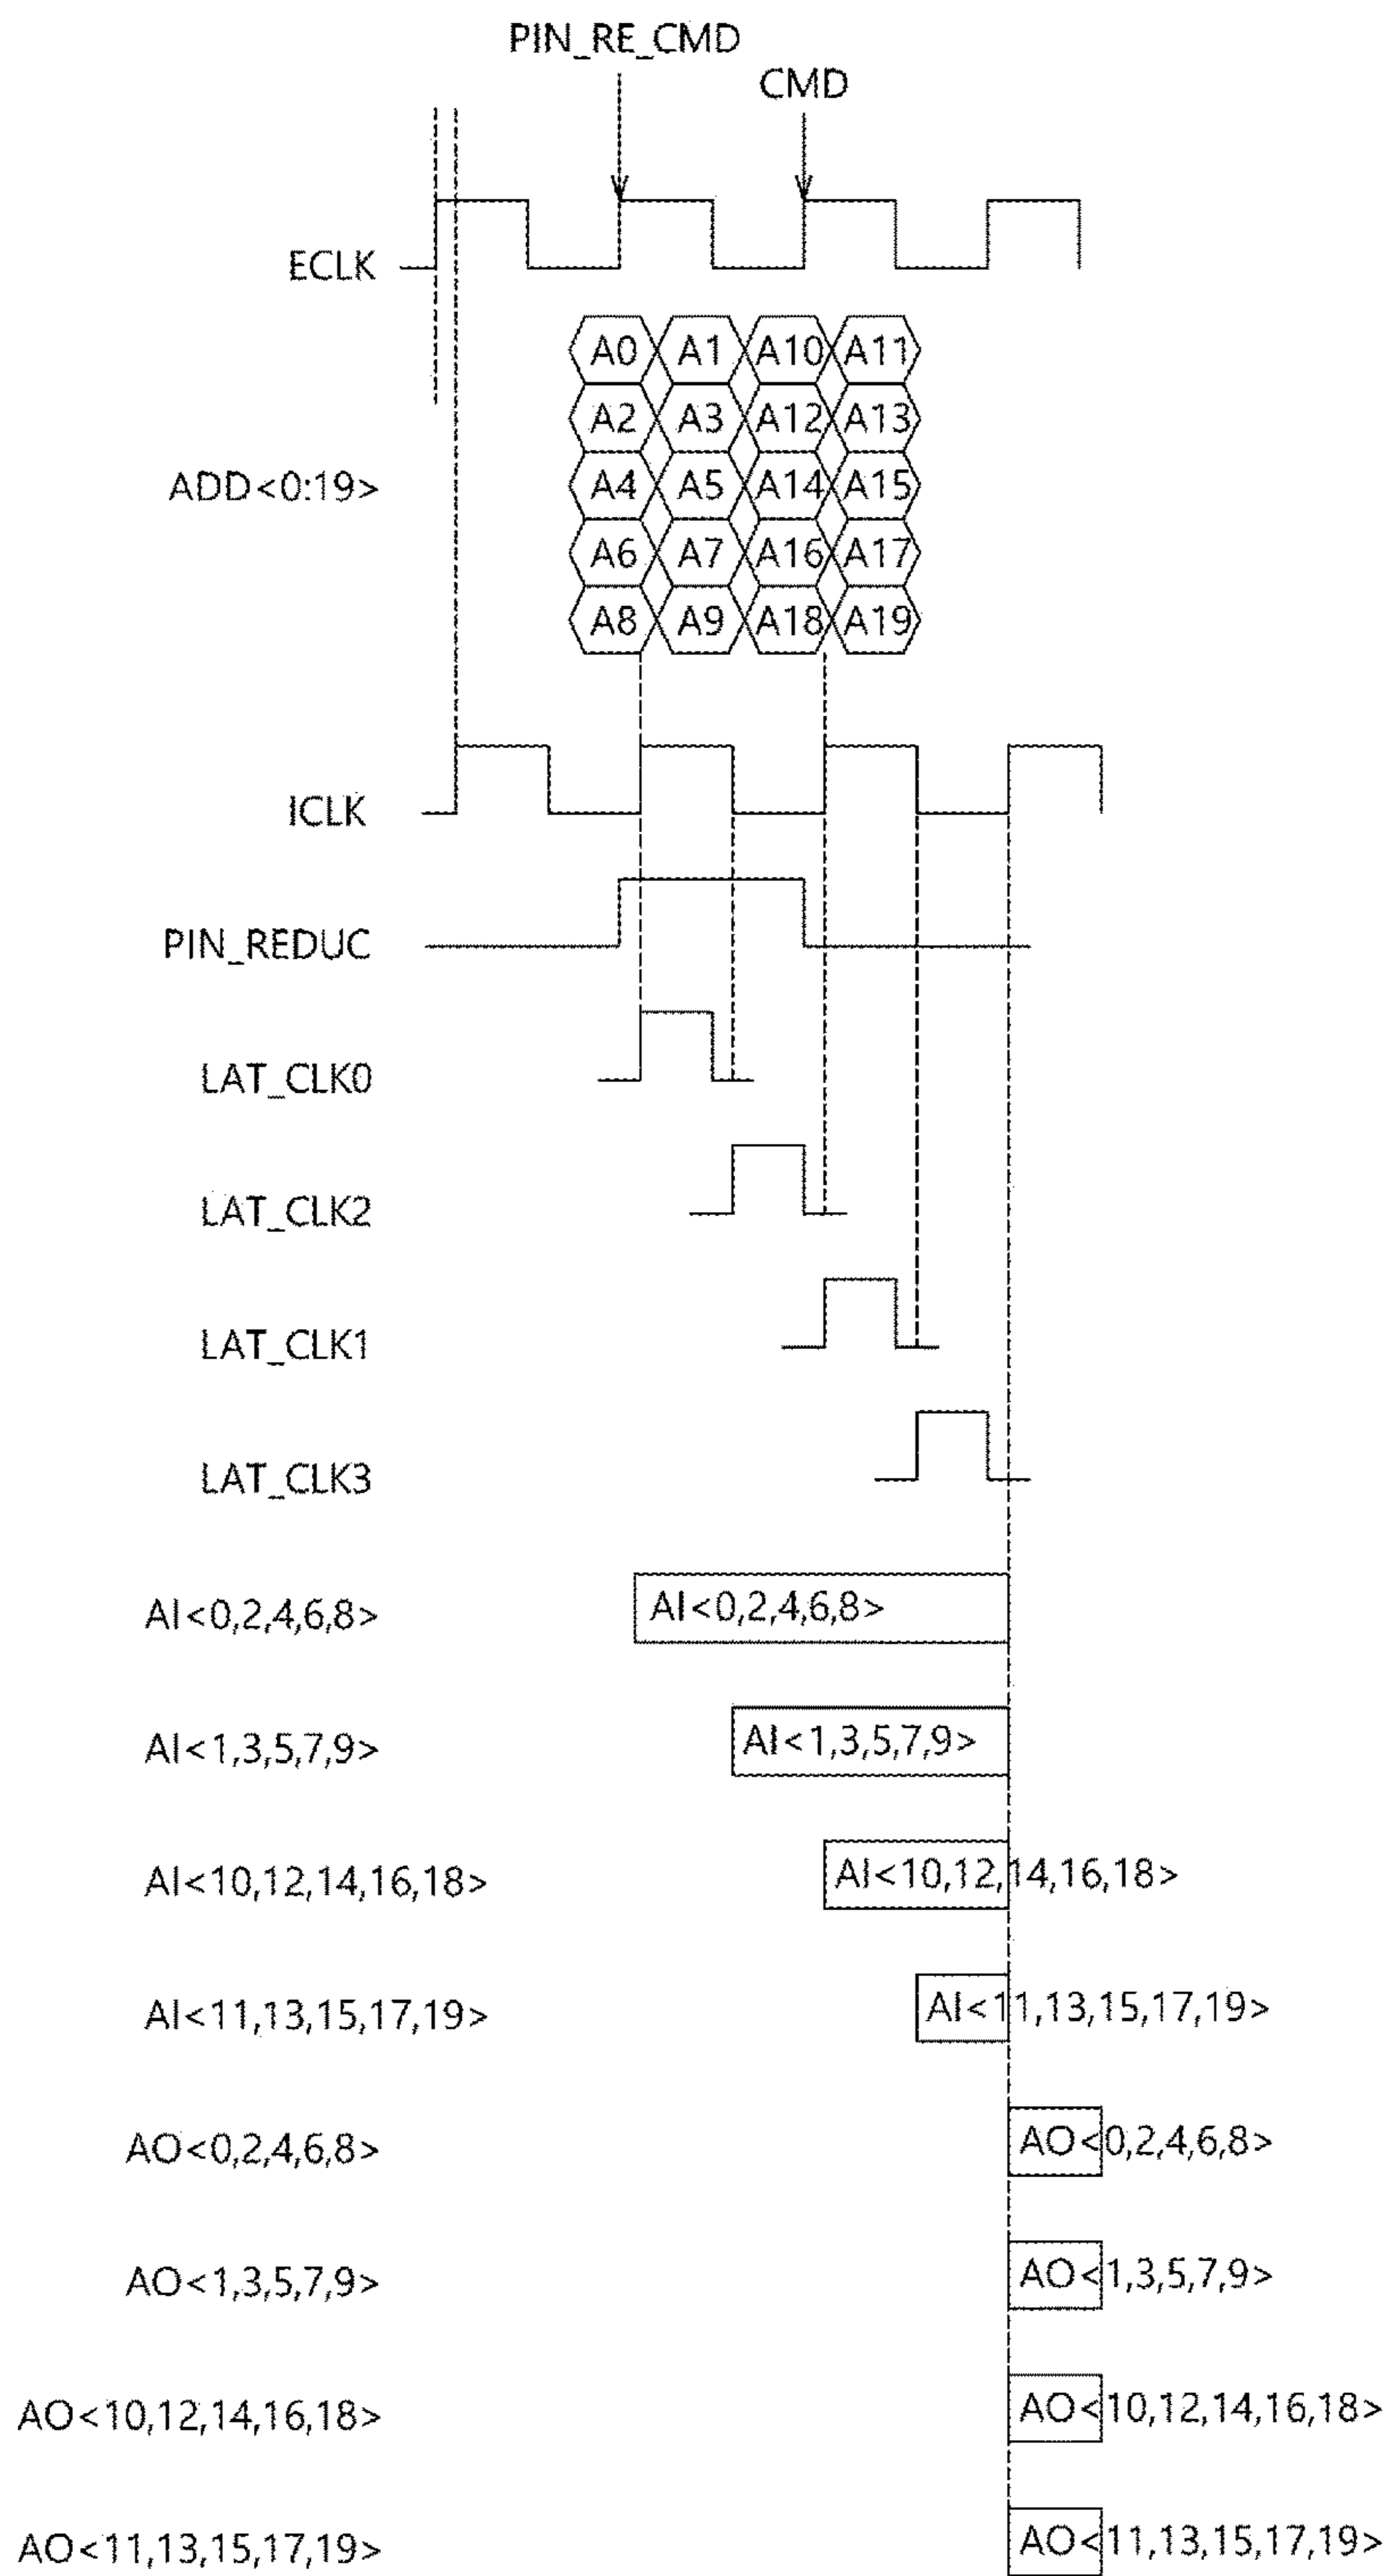 PIN_RE_CMD
CMD
ECLK
A0 A1 A10 A11
A2 A3 A12 A13
ADD<0:19> A4 A5 A14 A15
A6 A7 A16 A17
A8 A9 A18 A19
ICLK
PIN_REDUC
LAT_CLK0
LAT_CLK2
LAT_CLK1
LAT_CLK3
AI<0,2,4,6,8> AI<0,2,4,6,8>
AI<1,3,5,7,9> AI<1,3,5,7,9>
AI<10,12,14,16,18> AI<10,12,14,16,18>
AI<11,13,15,17,19> AI<11,13,15,17,19>
AO<0,2,4,6,8> AO<0,2,4,6,8>
AO<1,3,5,7,9> AO<1,3,5,7,9>
AO<10,12,14,16,18> AO<10,12,14,16,18>
AO<11,13,15,17,19> AO<11,13,15,17,19>